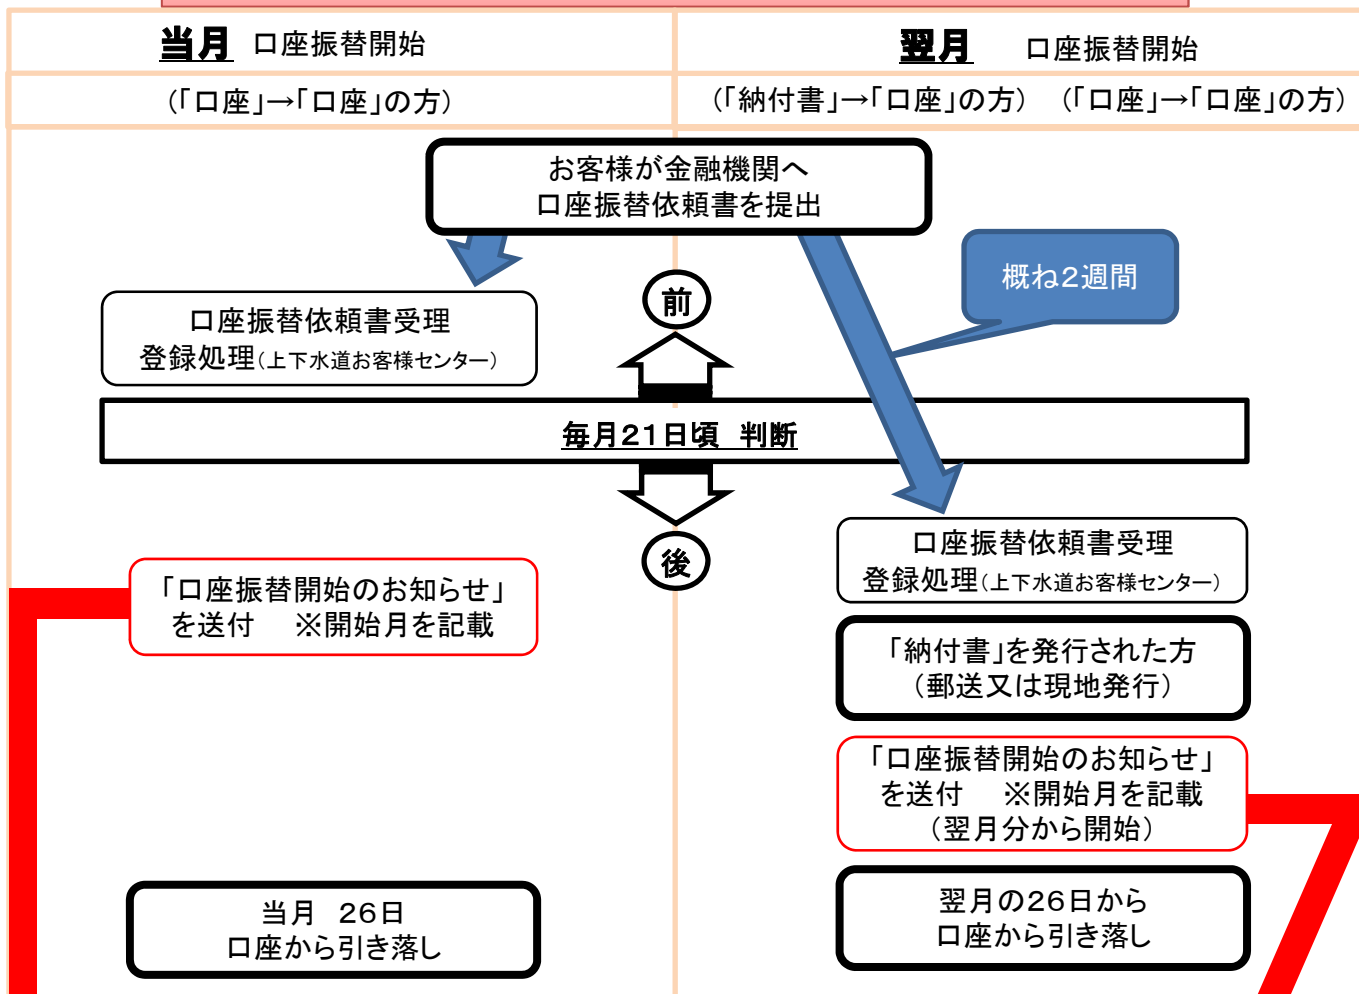 当月 口座振替開始
翌月 口座振替開始
(「口座」→「口座」の方)
(「納付書」→「口座」の方) (「口座」→「口座」の方)
お客様が金融機関へ
口座振替依頼書を提出
概ね2週間
前
口座振替依頼書受理
登録処理(上下水道お客様センター)
毎月21日頃 判断
後
口座振替依頼書受理
登録処理(上下水道お客様センター)
「口座振替開始のお知らせ」
を送付 ※開始月を記載
「納付書」を発行された方
(郵送又は現地発行)
「口座振替開始のお知らせ」
を送付 ※開始月を記載
(翌月分から開始)
当月 26日
口座から引き落し
翌月の26日から
口座から引き落し